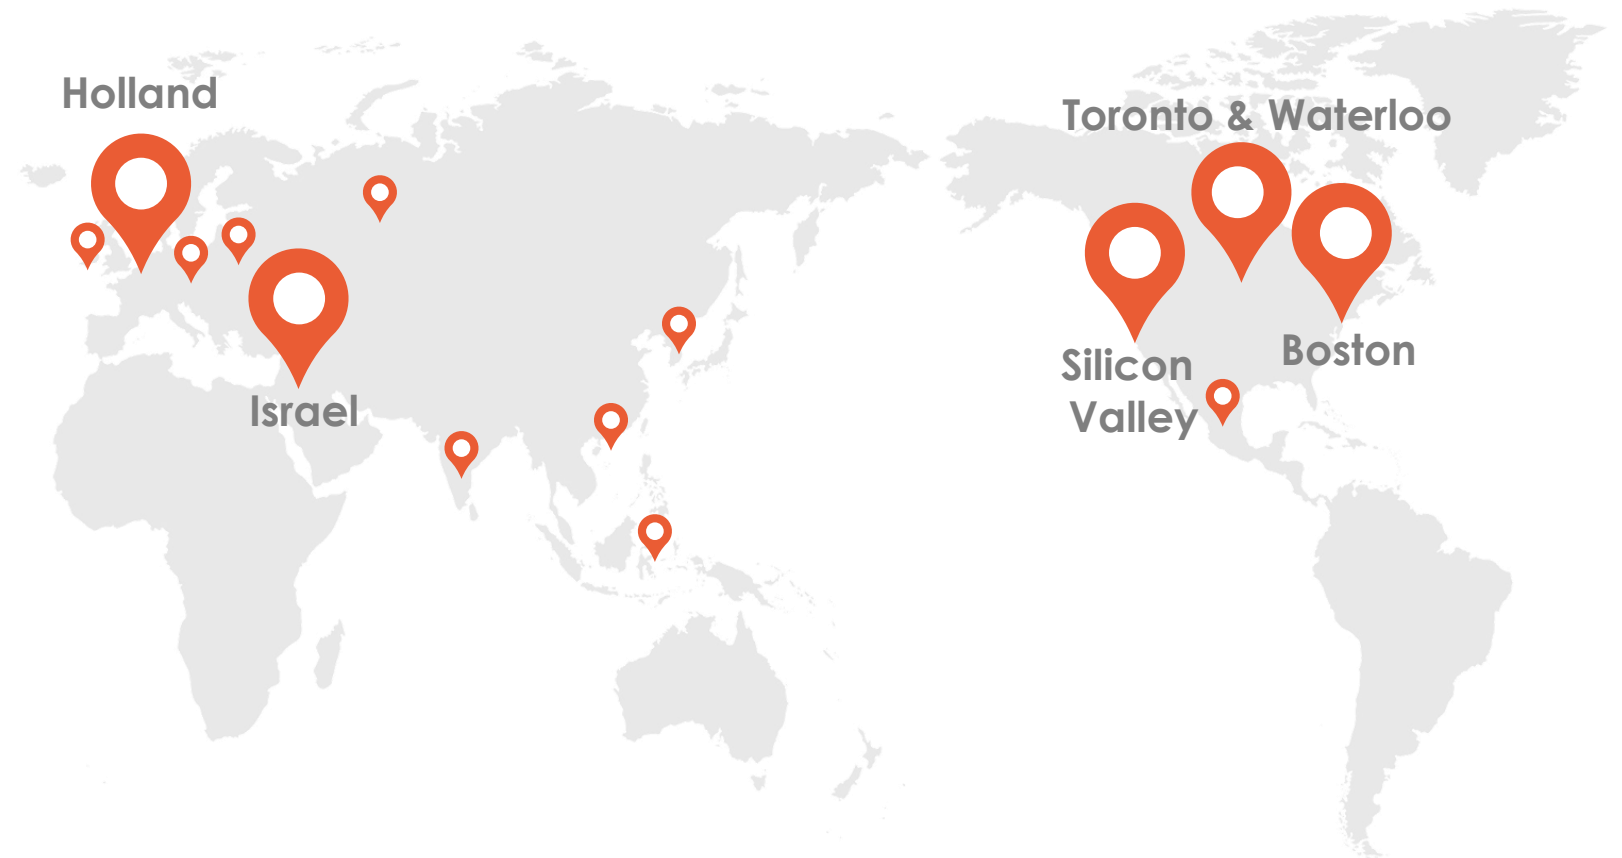 Holland
Toronto & Waterloo
Boston
Silicon
Valley
Israel